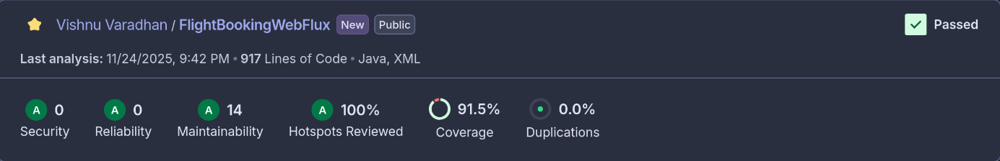 Vishnu Varadhan / FlightBookingWebFlux New Public Passed
Last analysis: 11/24/2025, 9:42 PM • 917 Lines of Code • Java, XML
A 0 A 0 A 14 A 100% 91.5% 0.0%
Security Reliability Maintainability Hotspots Reviewed Coverage Duplications